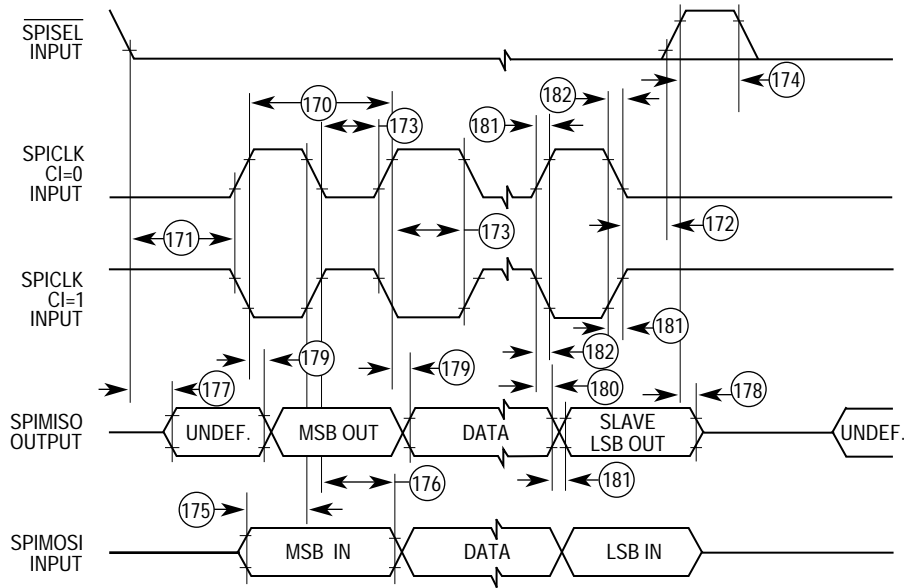 SPISEL
INPUT
174
182
170
181
173
SPICLK
CI=0
INPUT
172
173
171
SPICLK
CI=1
INPUT
181
182
179
179
180
177
178
SPIMISO
OUTPUT
UNDEF.
MSB OUT
DATA
SLAVE
LSB OUT
UNDEF.
176
181
175
SPIMOSI
INPUT
MSB IN
DATA
LSB IN